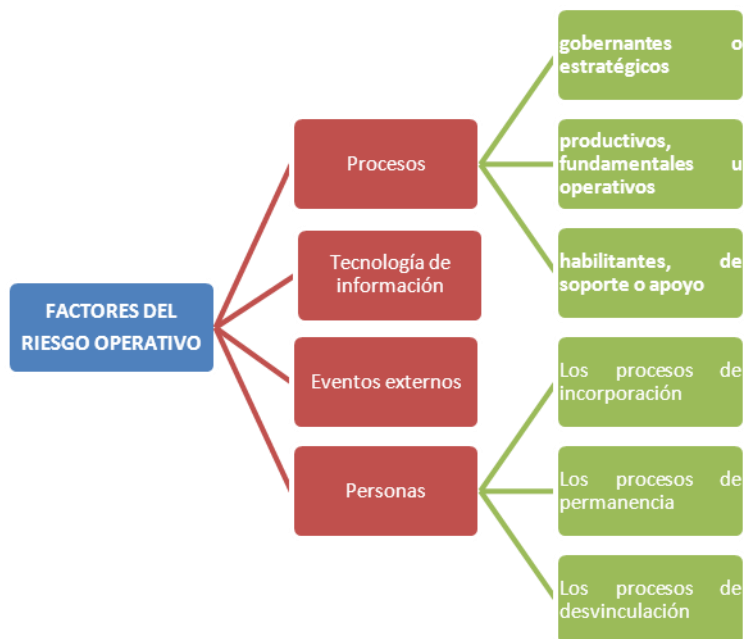 FACTORES DEL
RIESGO OPERATIVO
Procesos
gobernantes o
estratégicos
productivos,
fundamentales u
operativos
habilitantes, de
soporte o apoyo
Tecnología de
información
Eventos externos
Personas
Los procesos de
incorporación
Los procesos de
permanencia
Los procesos de
desvinculación